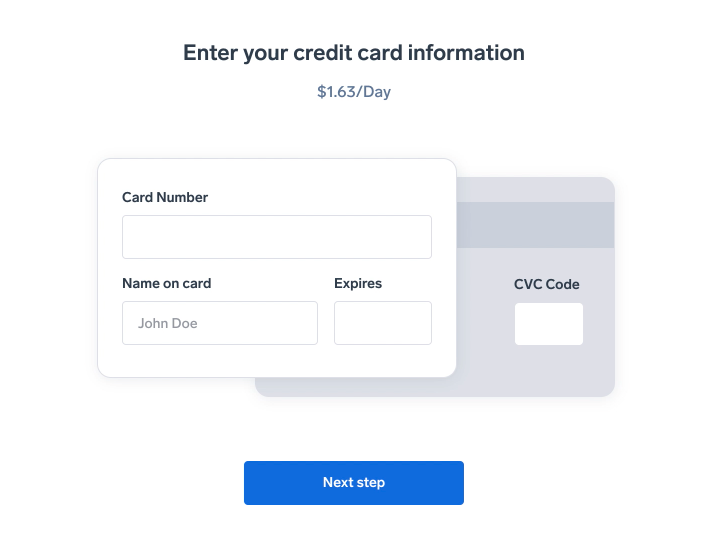 Enter your credit card information
$1.63/Day
Card Number
Name on card
Expires
CVC Code
John Doe
Next step